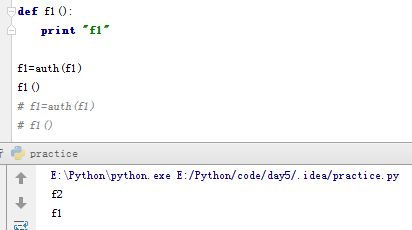 def f1():
    print "f1"
f1=auth(f1)
f1()
# f1=auth(f1)
# f1()
practice
E:\Python\python.exe E:/Python/code/day5/.idea/practice.py
f2
f1